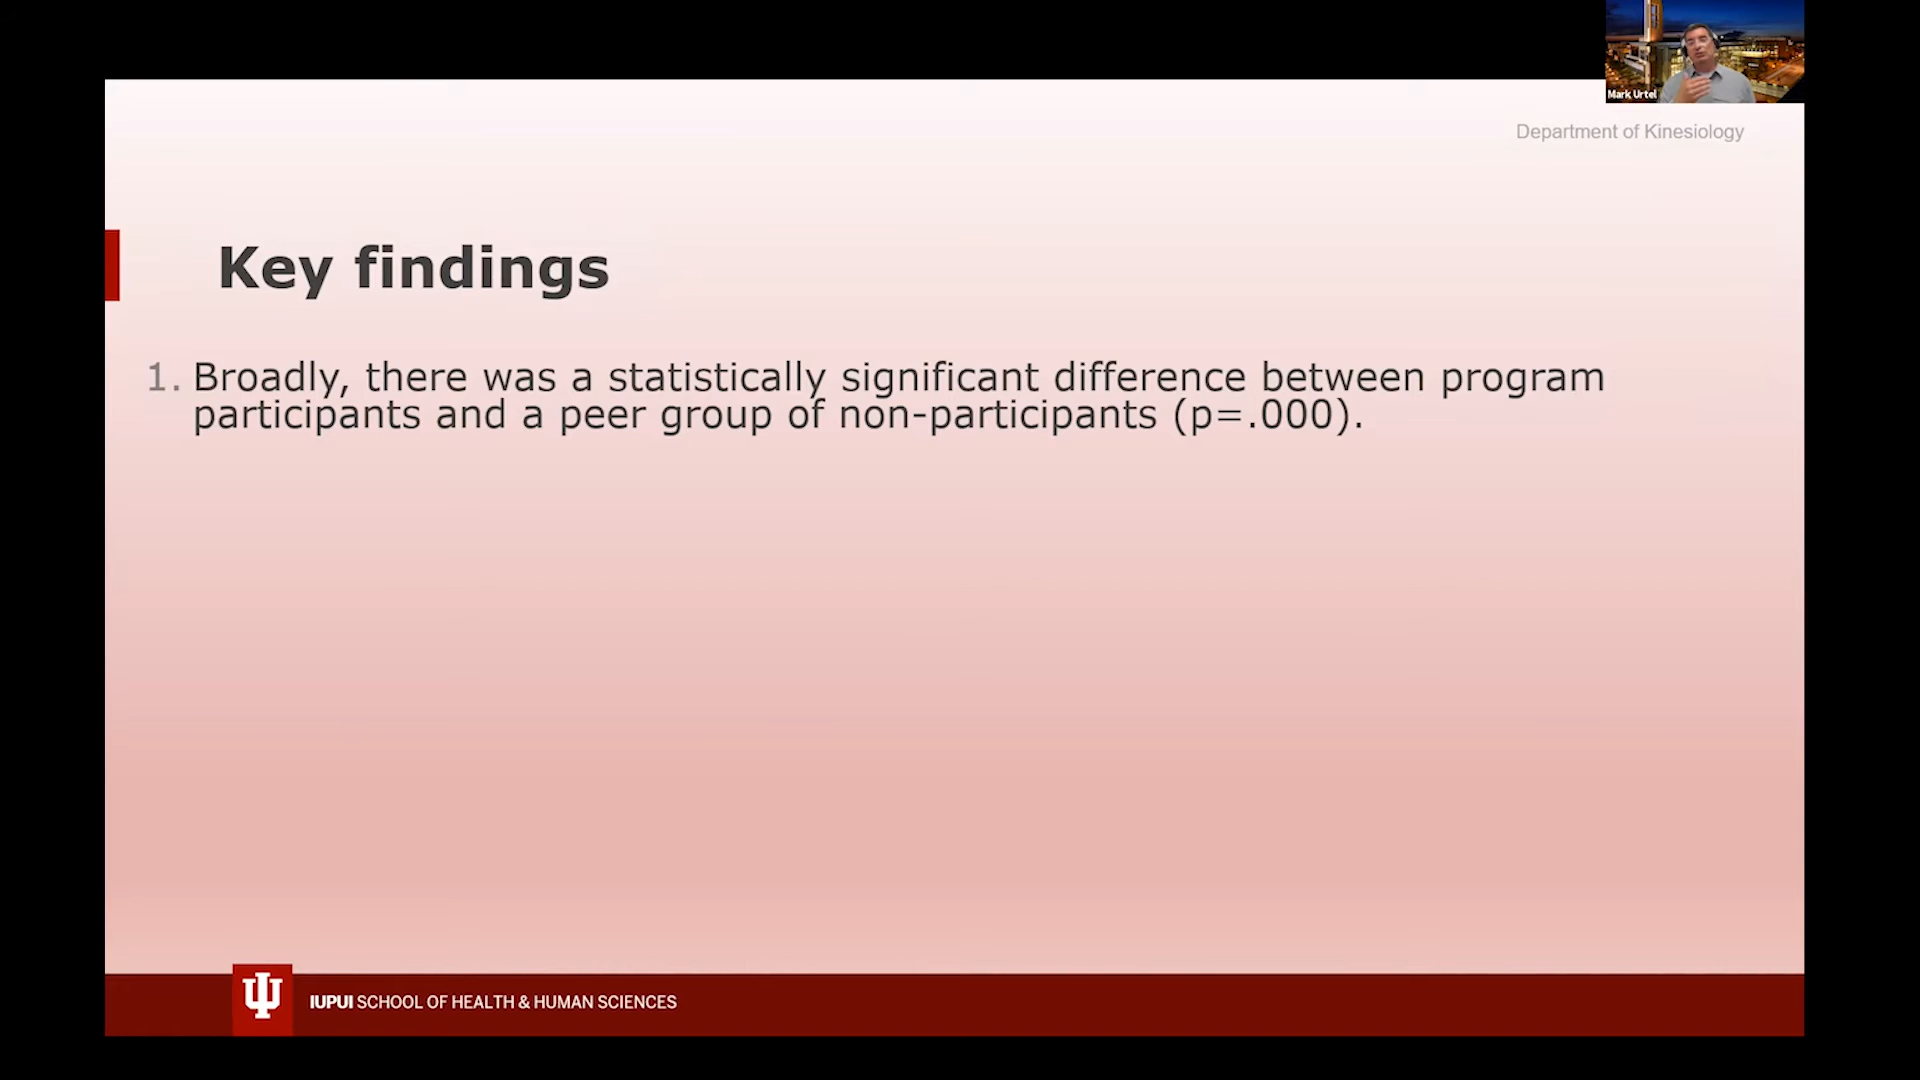 Mark Urtel
Department of Kinesiology
Key findings
1. Broadly, there was a statistically significant difference between program
participants and a peer group of non-participants (p=.000).
IUPUI SCHOOL OF HEALTH & HUMAN SCIENCES